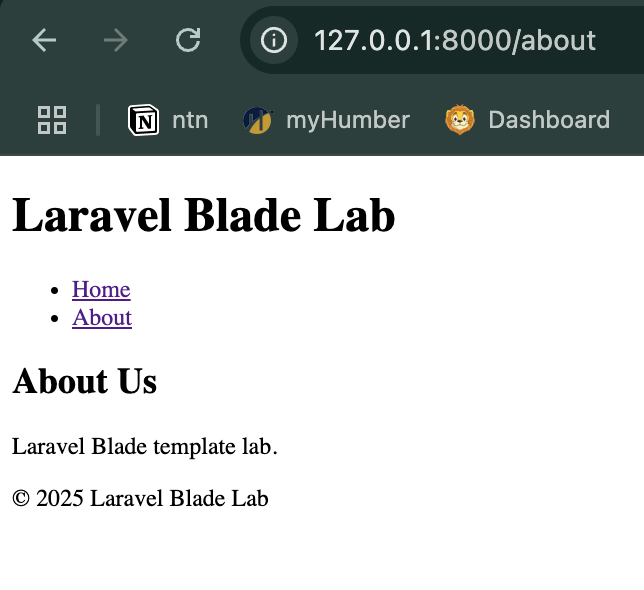 127.0.0.1:8000/about
ntn myHumber Dashboard
Laravel Blade Lab
Home
About
About Us
Laravel Blade template lab.
© 2025 Laravel Blade Lab